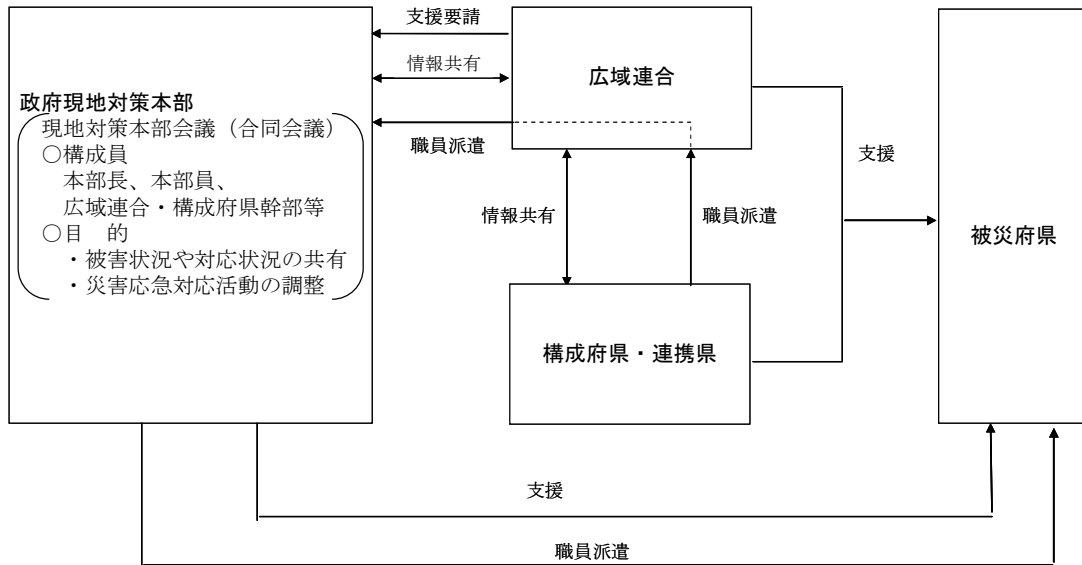 支援要請
情報共有
広域連合
政府現地対策本部
現地対策本部会議（合同会議）
○構成員
本部長、本部員、
広域連合・構成府県幹部等
○目　的
・被害状況や対応状況の共有
・災害応急対応活動の調整
職員派遣
情報共有
職員派遣
支援
被災府県
構成府県・連携県
支援
職員派遣